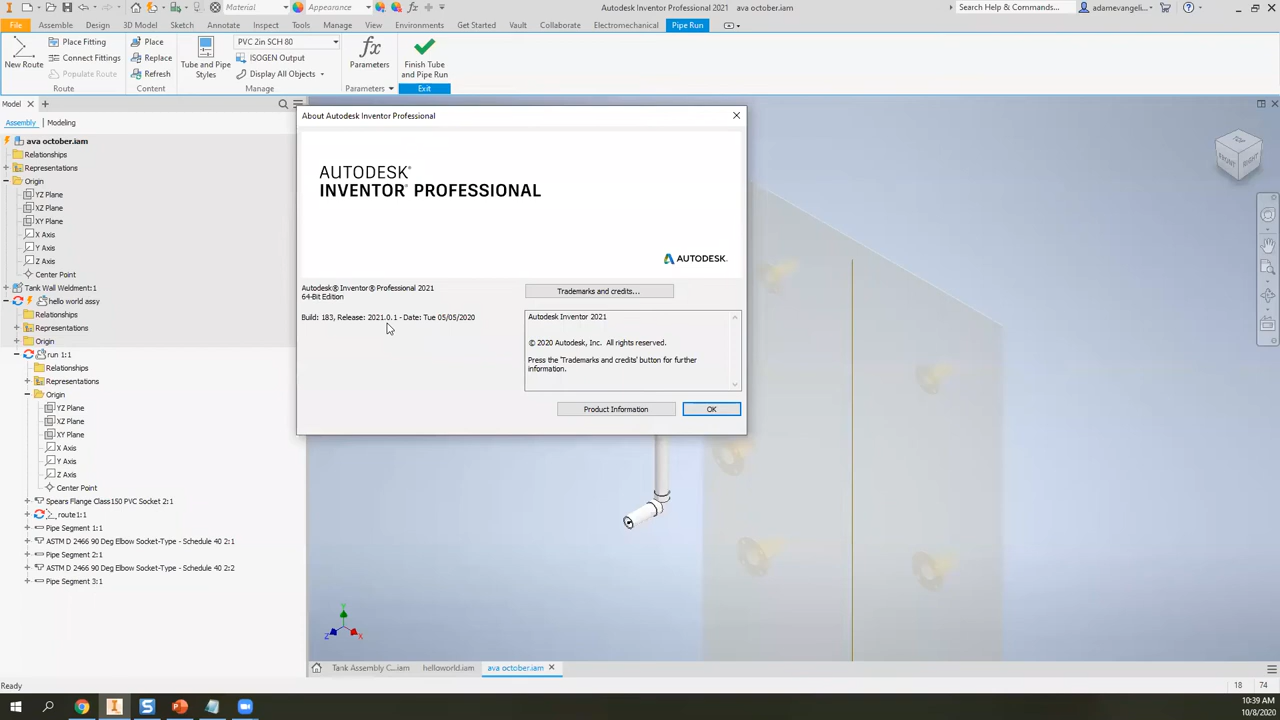 Material
Appearance
Autodesk Inventor Professional 2021 ava october.iam
Search Help & Commands...
adamevangeli...
File
Assemble
Design
3D Model
Sketch
Annotate
Inspect
Tools
Manage
View
Environments
Get Started
Vault
Collaborate
Electromechanical
Pipe Run
New Route
Place Fitting
Connect Fittings
Populate Route
Route
Place
Replace
Refresh
Content
Tube and Pipe
Styles
PVC 2in SCH 80
ISOGEN Output
Display All Objects
Manage
fx
Parameters
Parameters
Finish Tube
and Pipe Run
Exit
Model
Assembly
Modeling
ava october.iam
Relationships
Representations
Origin
YZ Plane
XZ Plane
XY Plane
X Axis
Y Axis
Z Axis
Center Point
Tank Wall Weldment:1
hello world assy
Relationships
Representations
Origin
run 1:1
Relationships
Representations
Origin
YZ Plane
XZ Plane
XY Plane
X Axis
Y Axis
Z Axis
Center Point
Spears Flange Class150 PVC Socket 2:1
route1:1
Pipe Segment 1:1
ASTM D 2466 90 Deg Elbow Socket-Type - Schedule 40 2:1
Pipe Segment 2:1
ASTM D 2466 90 Deg Elbow Socket-Type - Schedule 40 2:2
Pipe Segment 3:1
About Autodesk Inventor Professional
AUTODESK®
INVENTOR® PROFESSIONAL
AUTODESK.
Autodesk® Inventor® Professional 2021
64-Bit Edition
Build: 183, Release: 2021.0.1 - Date: Tue 05/05/2020
Trademarks and credits...
Autodesk Inventor 2021
© 2020 Autodesk, Inc. All rights reserved.
Press the 'Trademarks and credits' button for further
information.
Product Information
OK
TOP
FRONT
RIGHT
Y
Z
X
Tank Assembly C...iam
helloworld.iam
ava october.iam
Ready
18
74
10:39 AM
10/8/2020